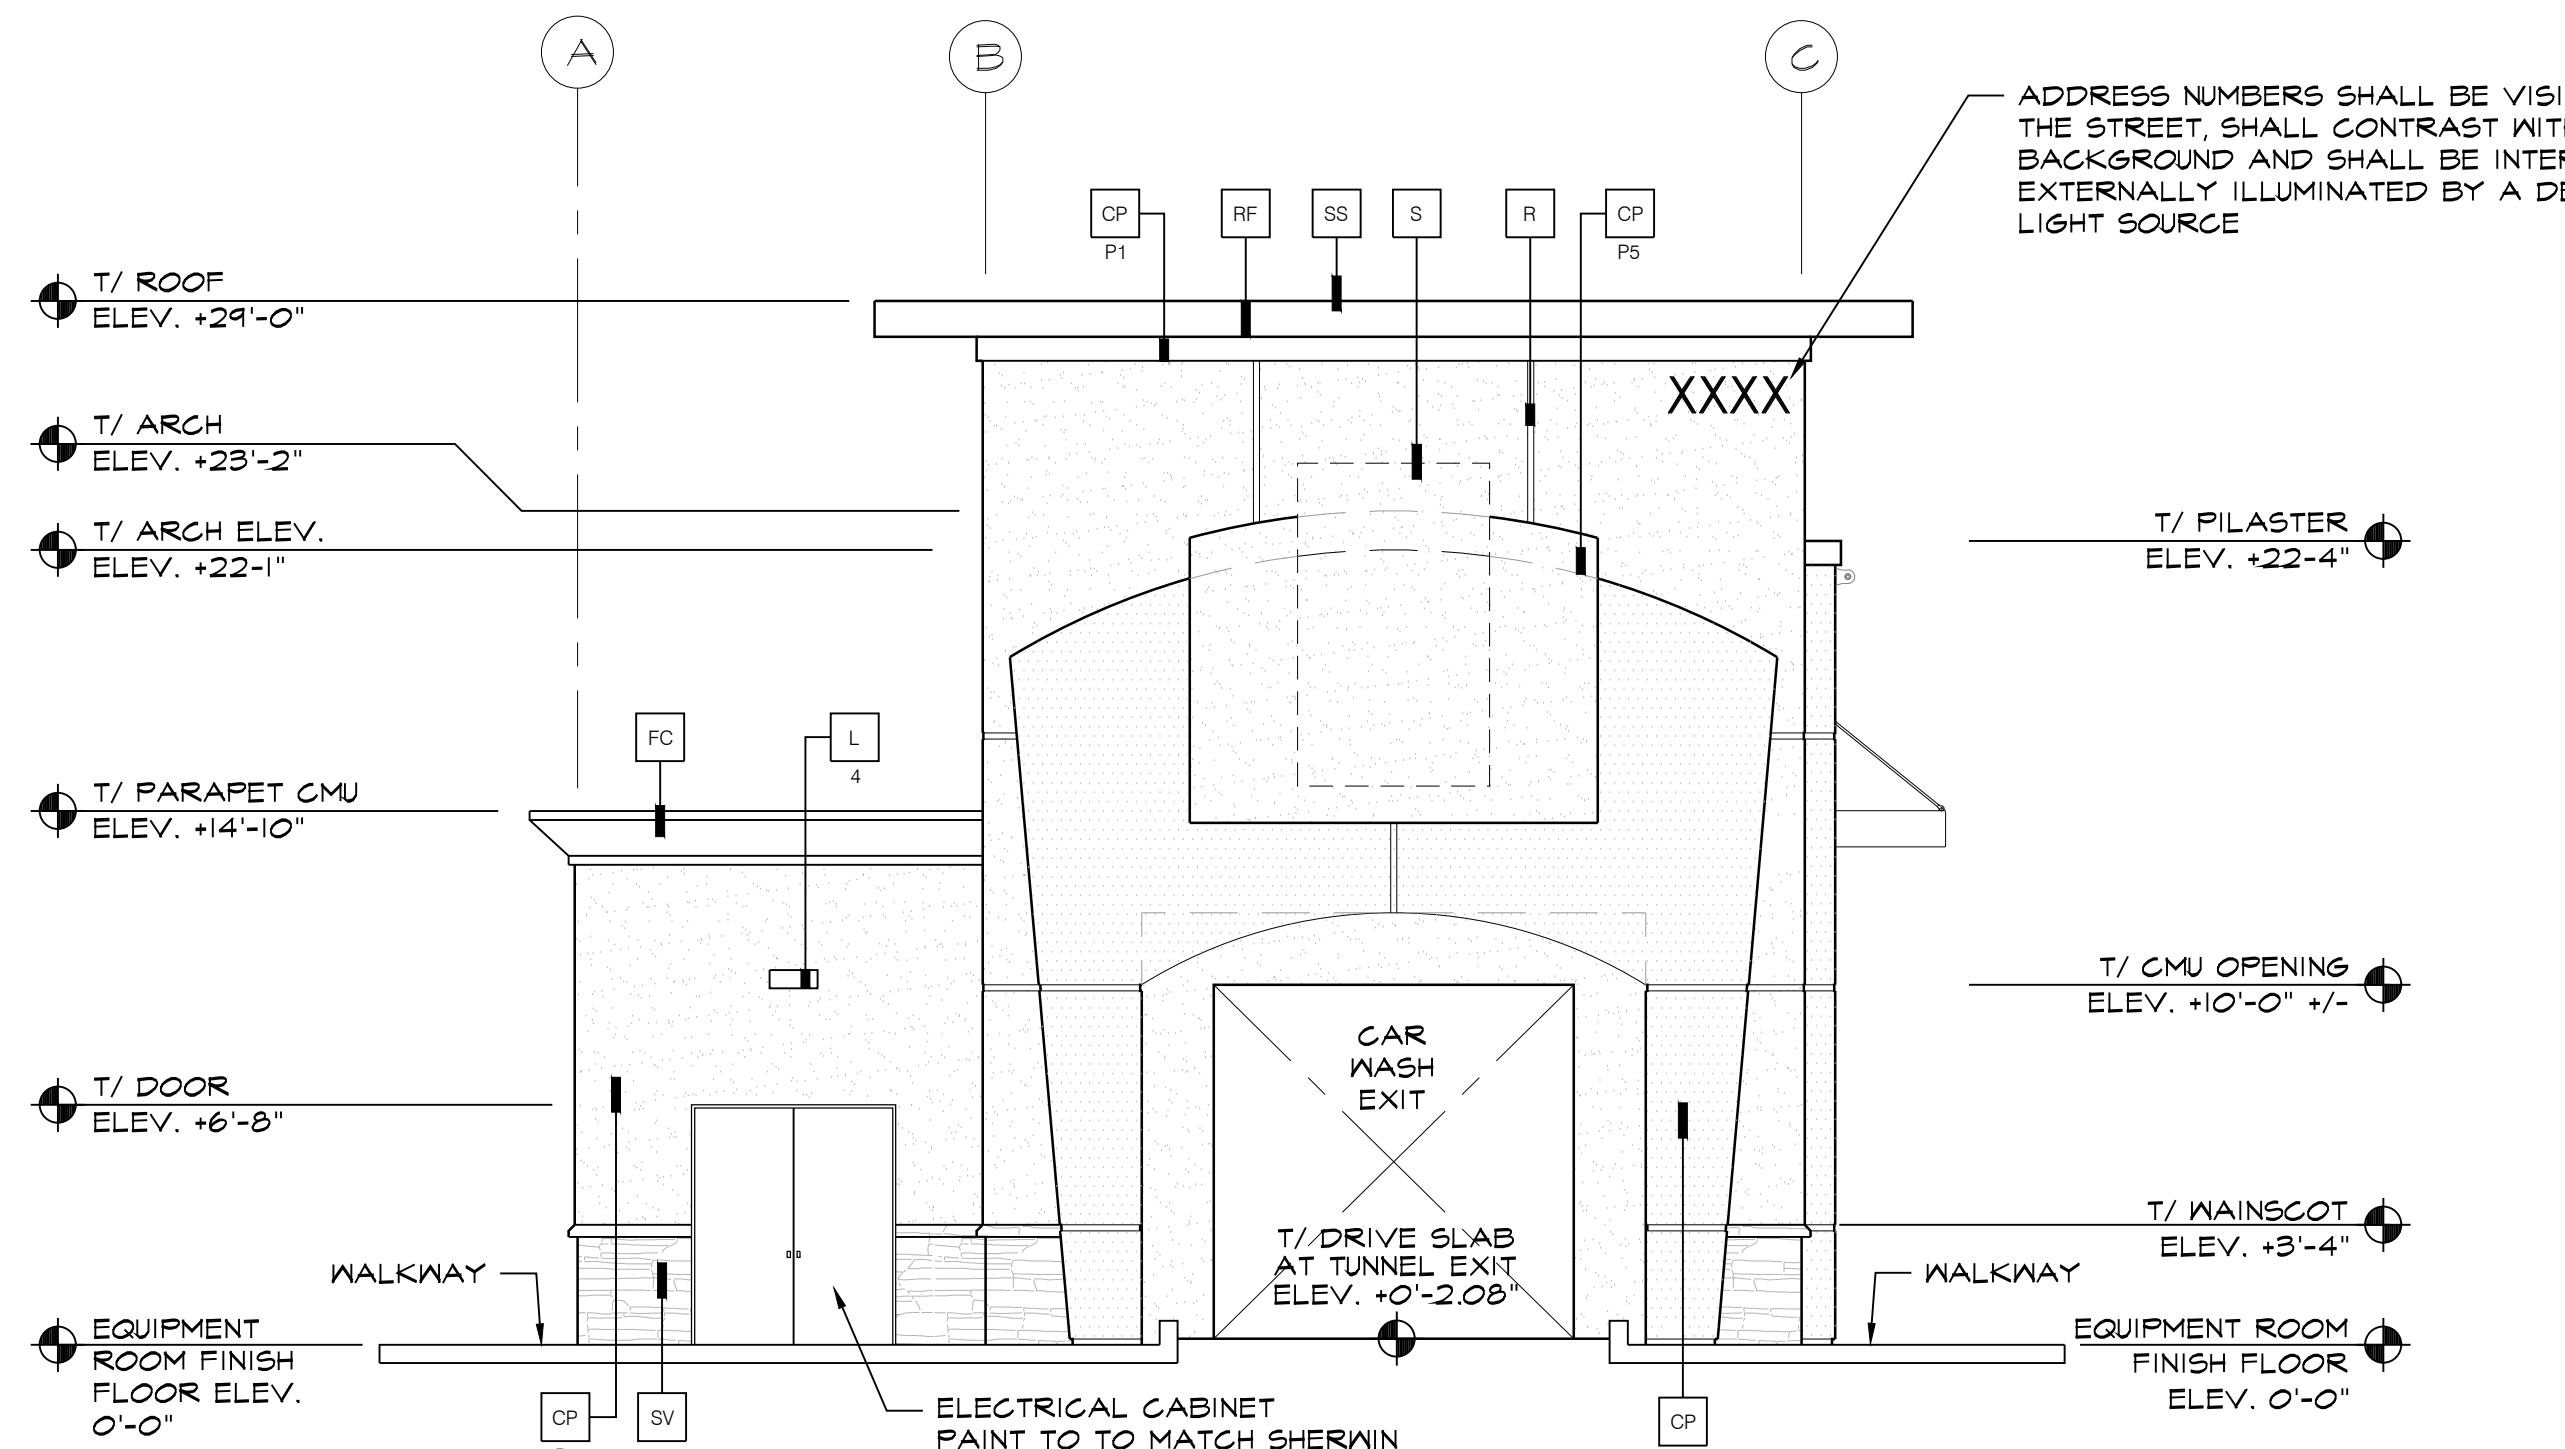 A
B
C
ADDRESS NUMBERS SHALL BE VISI
THE STREET, SHALL CONTRAST WIT
BACKGROUND AND SHALL BE INTER
EXTERNALLY ILLUMINATED BY A DE
LIGHT SOURCE
CP
P1
RF
SS
S
R
CP
P5
T/ ROOF
ELEV. +29'-0"
XXXX
T/ ARCH
ELEV. +23'-2"
T/ ARCH ELEV.
ELEV. +22-1"
T/ PILASTER
ELEV. +22-4"
FC
L
4
T/ PARAPET CMU
ELEV. +14'-10"
T/ CMU OPENING
ELEV. +10'-0" +/-
CAR
WASH
EXIT
T/ DOOR
ELEV. +6'-8"
T/ WAINSCOT
ELEV. +3'-4"
T/ DRIVE SLAB
AT TUNNEL EXIT
ELEV. +0'-2.08"
WALKWAY
WALKWAY
EQUIPMENT
ROOM FINISH
FLOOR ELEV.
0'-0"
EQUIPMENT ROOM
FINISH FLOOR
ELEV. 0'-0"
CP
SV
ELECTRICAL CABINET
PAINT TO TO MATCH SHERWIN
CP